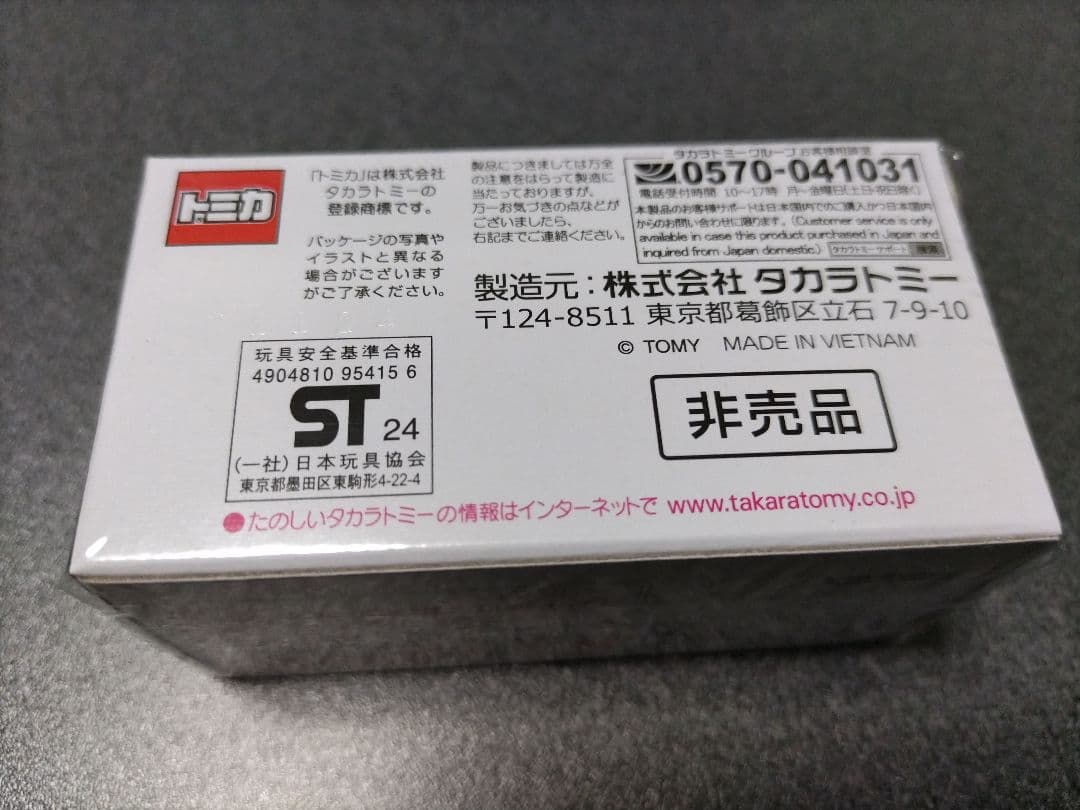 トミカ
「トミカ」は株式会社
タカラトミーの
登録商標です。
パッケージの写真や
イラストと異なる
場合がございます
がご了承ください。
製品につきましては万全
の注意をはらって製造に
当たっておりますが、
万一お気づきの点などが
ございましたら、
右記までご連絡ください。
タカラトミーグループお客様相談室
0570-041031
電話受付時間 10〜17時 月〜金曜日(土・日・祝日除く)
本製品のお客様サポートは日本国内でのご購入かつ日本国内
からのお問い合わせに限ります。(Customer service is only
available in case this product purchased in Japan and
inquired from Japan domestic.) タカラトミーサポート 検索
製造元:株式会社 タカラトミー
〒124-8511 東京都葛飾区立石 7-9-10
© TOMY MADE IN VIETNAM
玩具安全基準合格
4904810 95415 6
ST 24
(一社)日本玩具協会
東京都墨田区東駒形4-22-4
非売品
●たのしいタカラトミーの情報はインターネットで www.takaratomy.co.jp